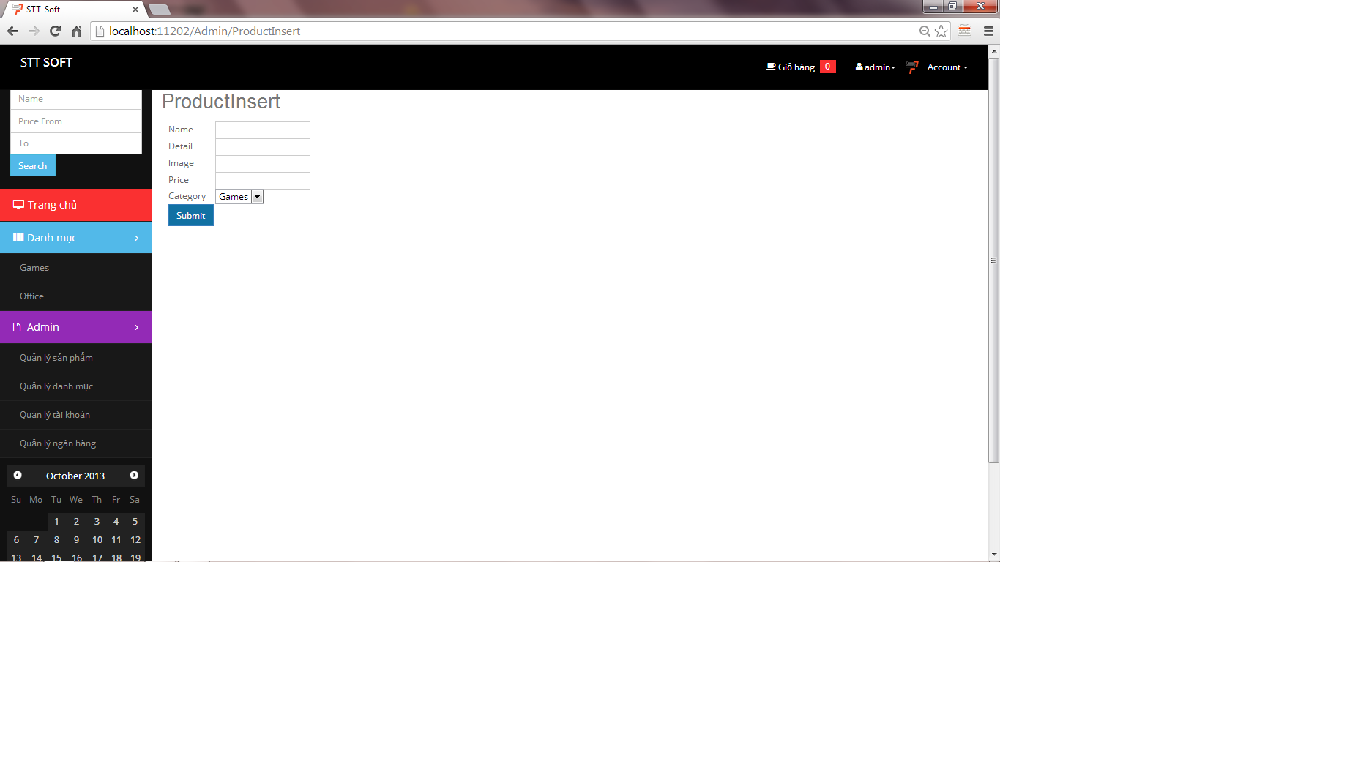 STT Soft
localhost:11202/Admin/ProductInsert
STT SOFT
Giỏ hàng 0 admin Account
Name
Price From
To
Search
Trang chủ
Danh mục
Games
Office
Admin
Quản lý sản phẩm
Quản lý danh mục
Quản lý tài khoản
Quản lý ngân hàng
October 2013
Su Mo Tu We Th Fr Sa
1 2 3 4 5
6 7 8 9 10 11 12
13 14 15 16 17 18 19
ProductInsert
Name
Detail
Image
Price
Category Games
Submit